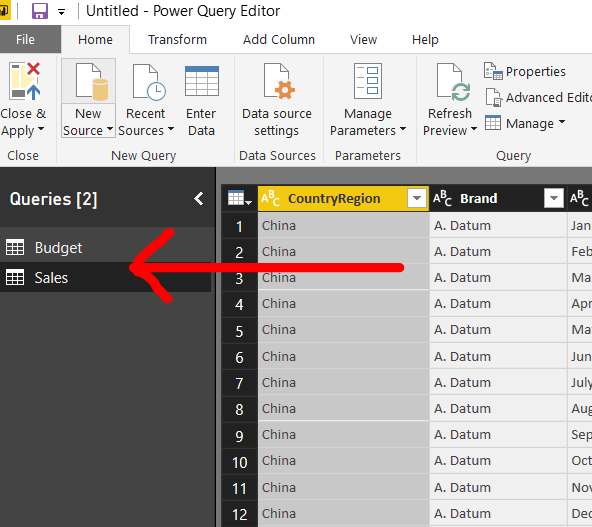 Untitled - Power Query Editor
File Home Transform Add Column View Help
Close & Apply
New Source
Recent Sources
Enter Data
Data source settings
Manage Parameters
Refresh Preview
Properties
Advanced Edito
Manage
Close New Query Data Sources Parameters Query
Queries [2]
Budget
Sales
ABC CountryRegion ABC Brand ABC
1 China A. Datum Jan
2 China A. Datum Feb
3 China A. Datum Ma
4 China A. Datum Apr
5 China A. Datum Ma
6 China A. Datum Jun
7 China A. Datum July
8 China A. Datum Aug
9 China A. Datum Sep
10 China A. Datum Oct
11 China A. Datum Nov
12 China A. Datum Dec